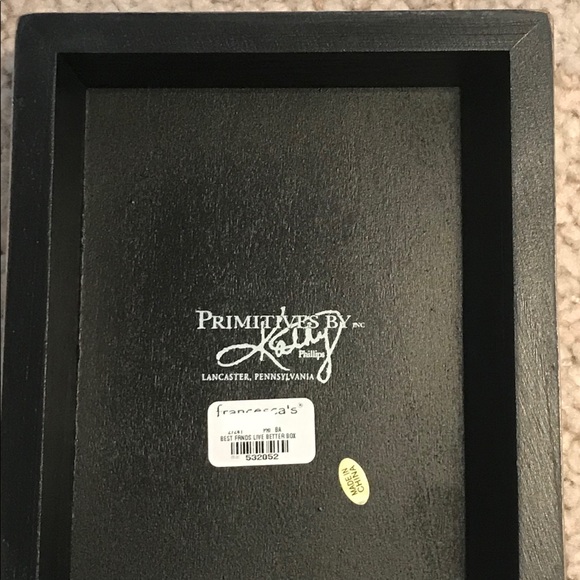 PRIMITIVES BY INC
Kathy
Phillips
LANCASTER, PENNSYLVANIA
francesca's®
BEST FRNDS LIVE BETTER BOX
532052
MADE IN
CHINA